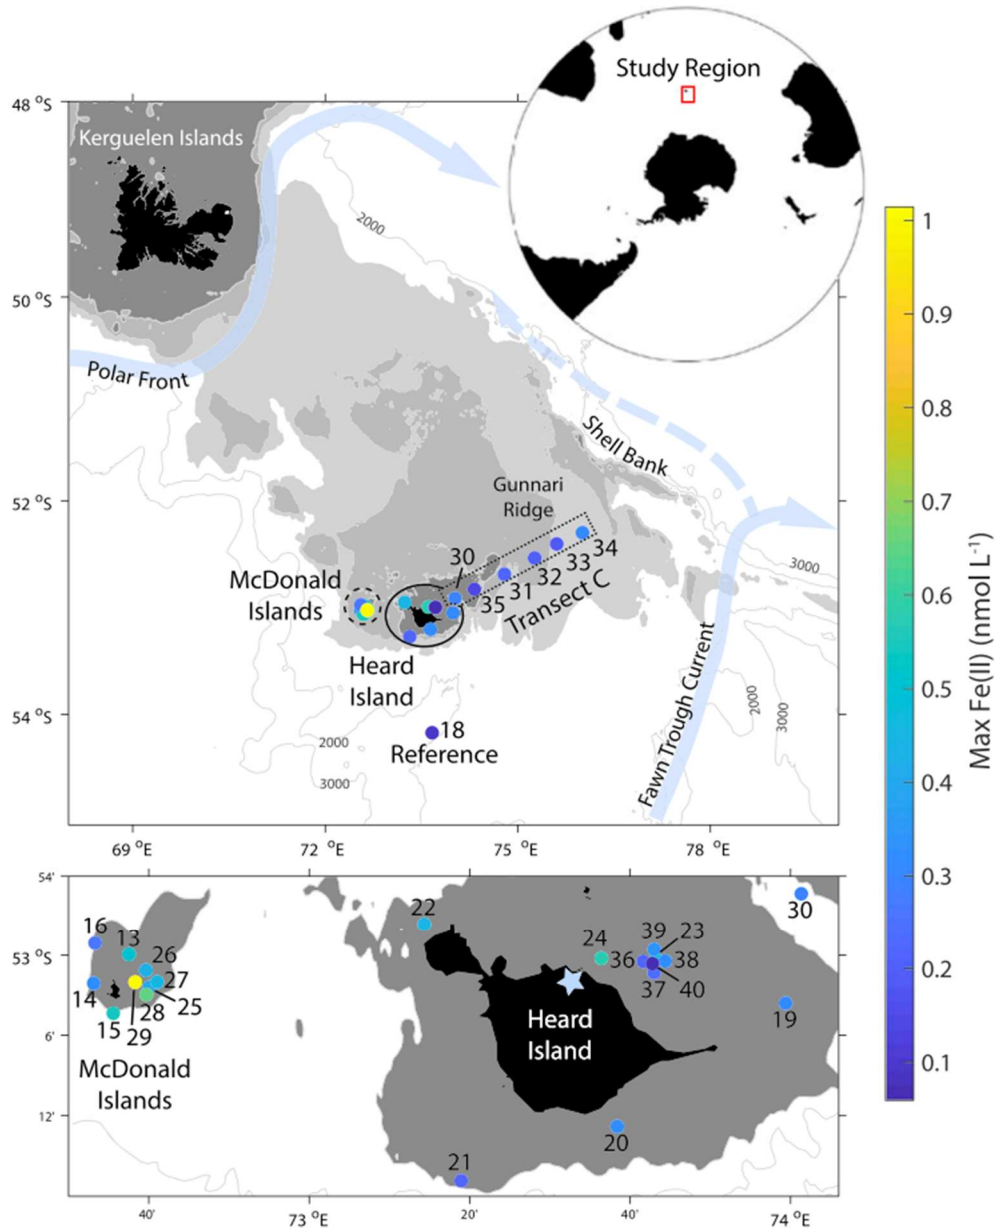 Study Region
48 °S
Kerguelen Islands
2000
50 °S
Polar Front
Shell Bank
52 °S
Gunnari
Ridge
30
3000
34
33
32
31
35
Transect C
McDonald
Islands
Heard
Island
18
Reference
54 °S
2000
3000
2000
3000
Fawn Trough Current
69 °E
72 °E
75 °E
78 °E
1
0.9
0.8
0.7
0.6
0.5
0.4
0.3
0.2
0.1
Max Fe(II) (nmol L-1)
54'
53 °S
6'
12'
16
13
26
27
14
25
28
15
29
McDonald
Islands
22
24
39
23
36
38
37
40
30
19
Heard
Island
20
21
40'
73 °E
20'
40'
74 °E